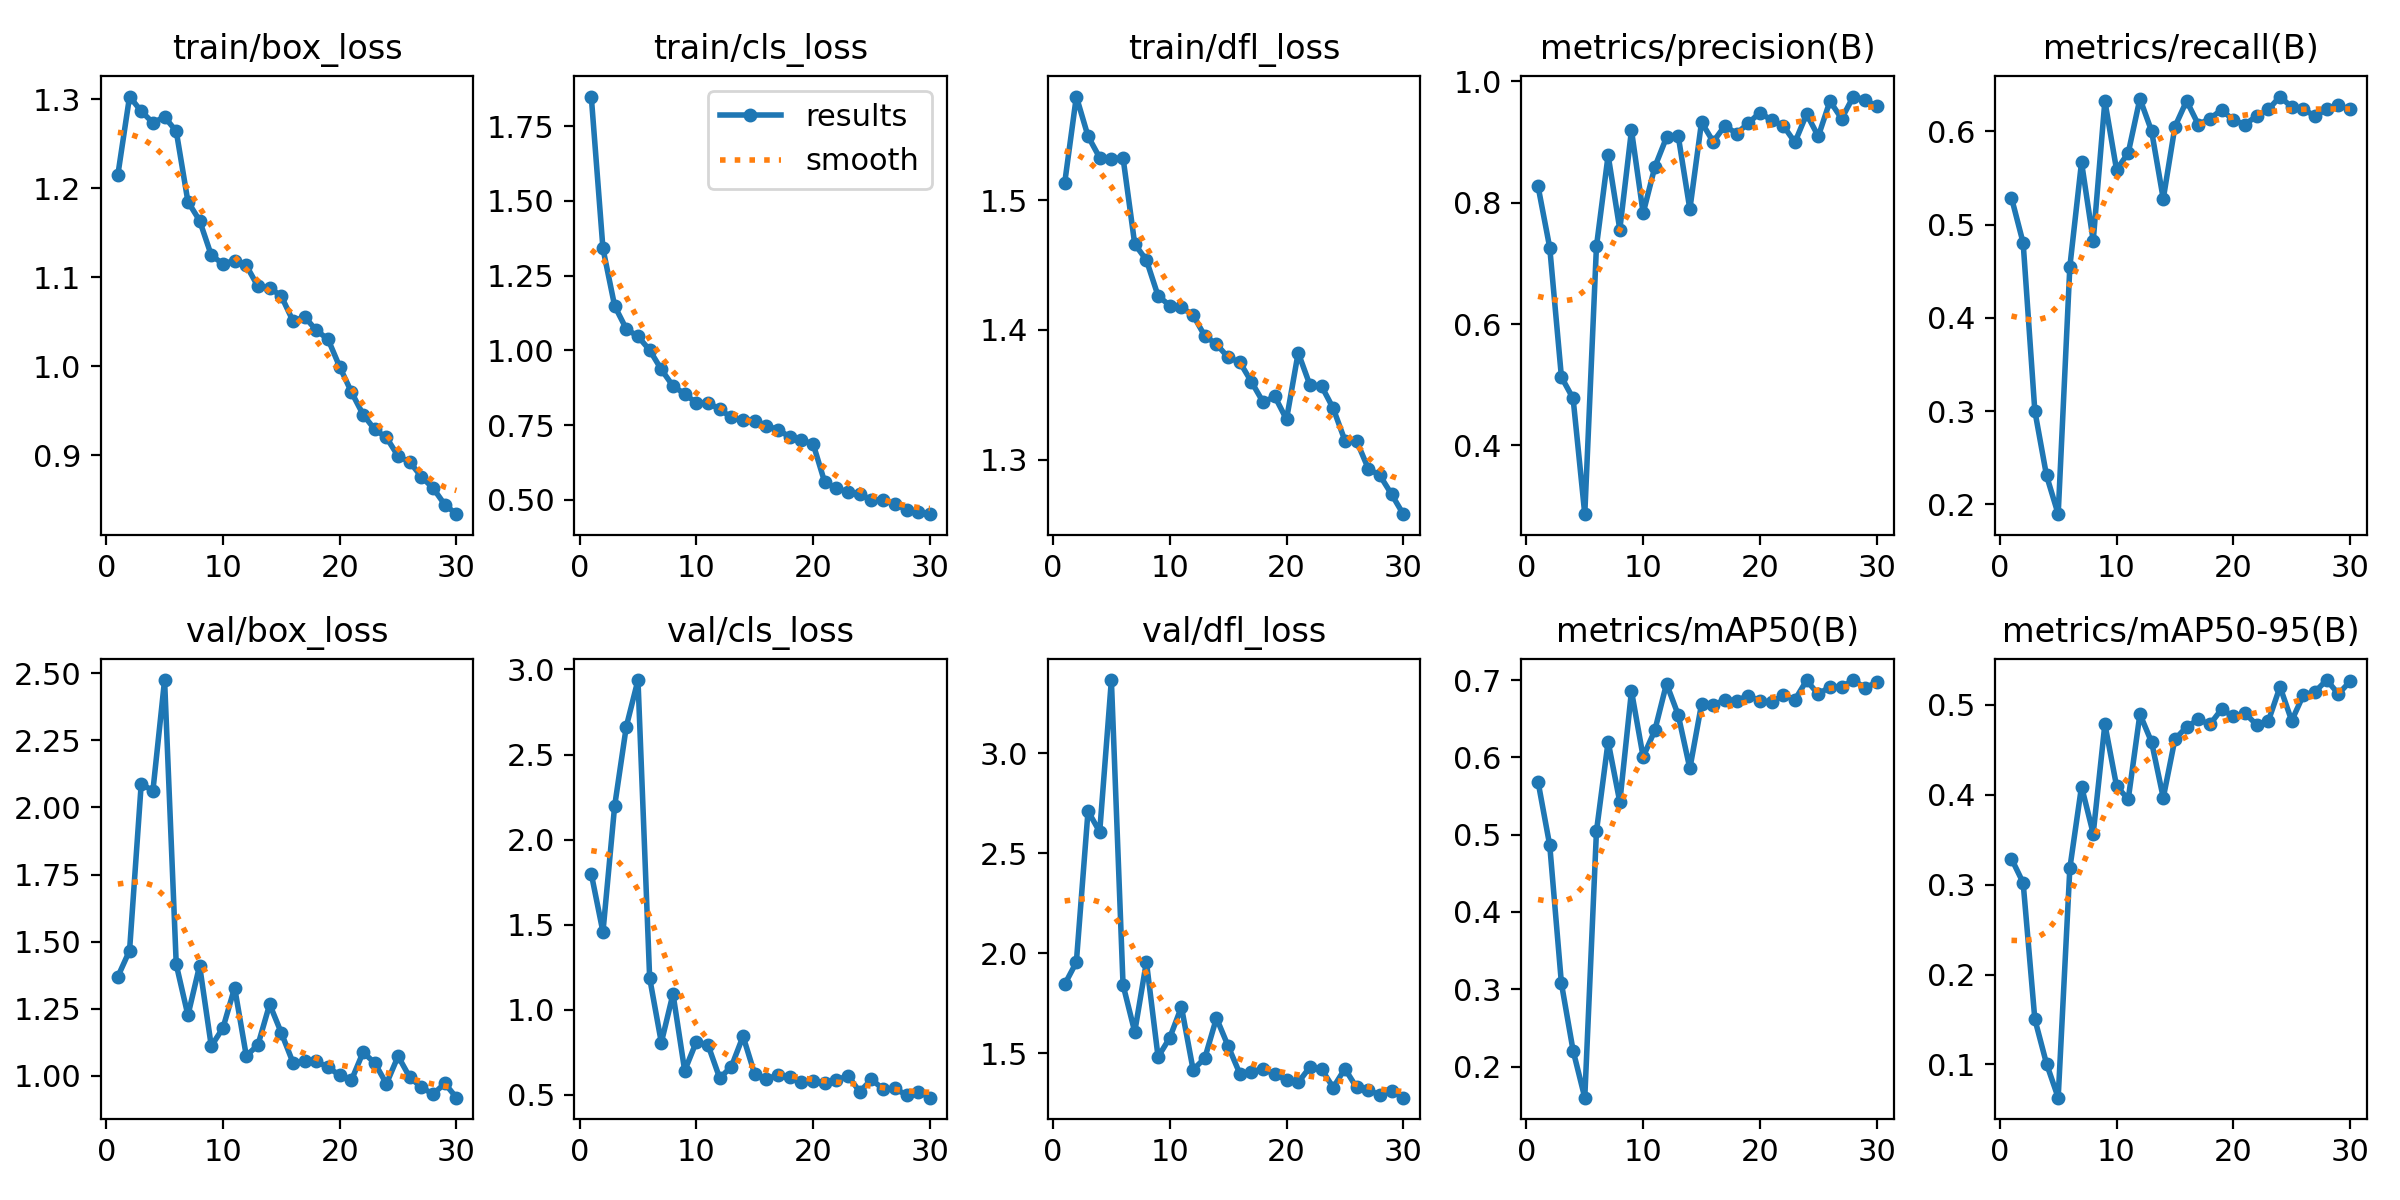 train/box_loss
1.3
1.2
1.1
1.0
0.9
0 10 20 30
train/cls_loss
results
smooth
1.75
1.50
1.25
1.00
0.75
0.50
0 10 20 30
train/dfl_loss
1.5
1.4
1.3
0 10 20 30
metrics/precision(B)
1.0
0.8
0.6
0.4
0 10 20 30
metrics/recall(B)
0.6
0.5
0.4
0.3
0.2
0 10 20 30
val/box_loss
2.50
2.25
2.00
1.75
1.50
1.25
1.00
0 10 20 30
val/cls_loss
3.0
2.5
2.0
1.5
1.0
0.5
0 10 20 30
val/dfl_loss
3.0
2.5
2.0
1.5
0 10 20 30
metrics/mAP50(B)
0.7
0.6
0.5
0.4
0.3
0.2
0 10 20 30
metrics/mAP50-95(B)
0.5
0.4
0.3
0.2
0.1
0 10 20 30